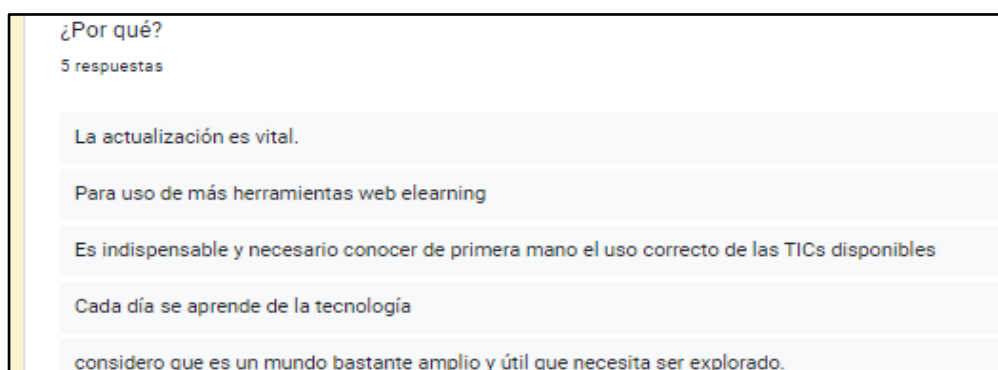 ¿Por qué?
5 respuestas
La actualización es vital.
Para uso de más herramientas web elearning
Es indispensable y necesario conocer de primera mano el uso correcto de las TICs disponibles
Cada día se aprende de la tecnología
considero que es un mundo bastante amplio y útil que necesita ser explorado.